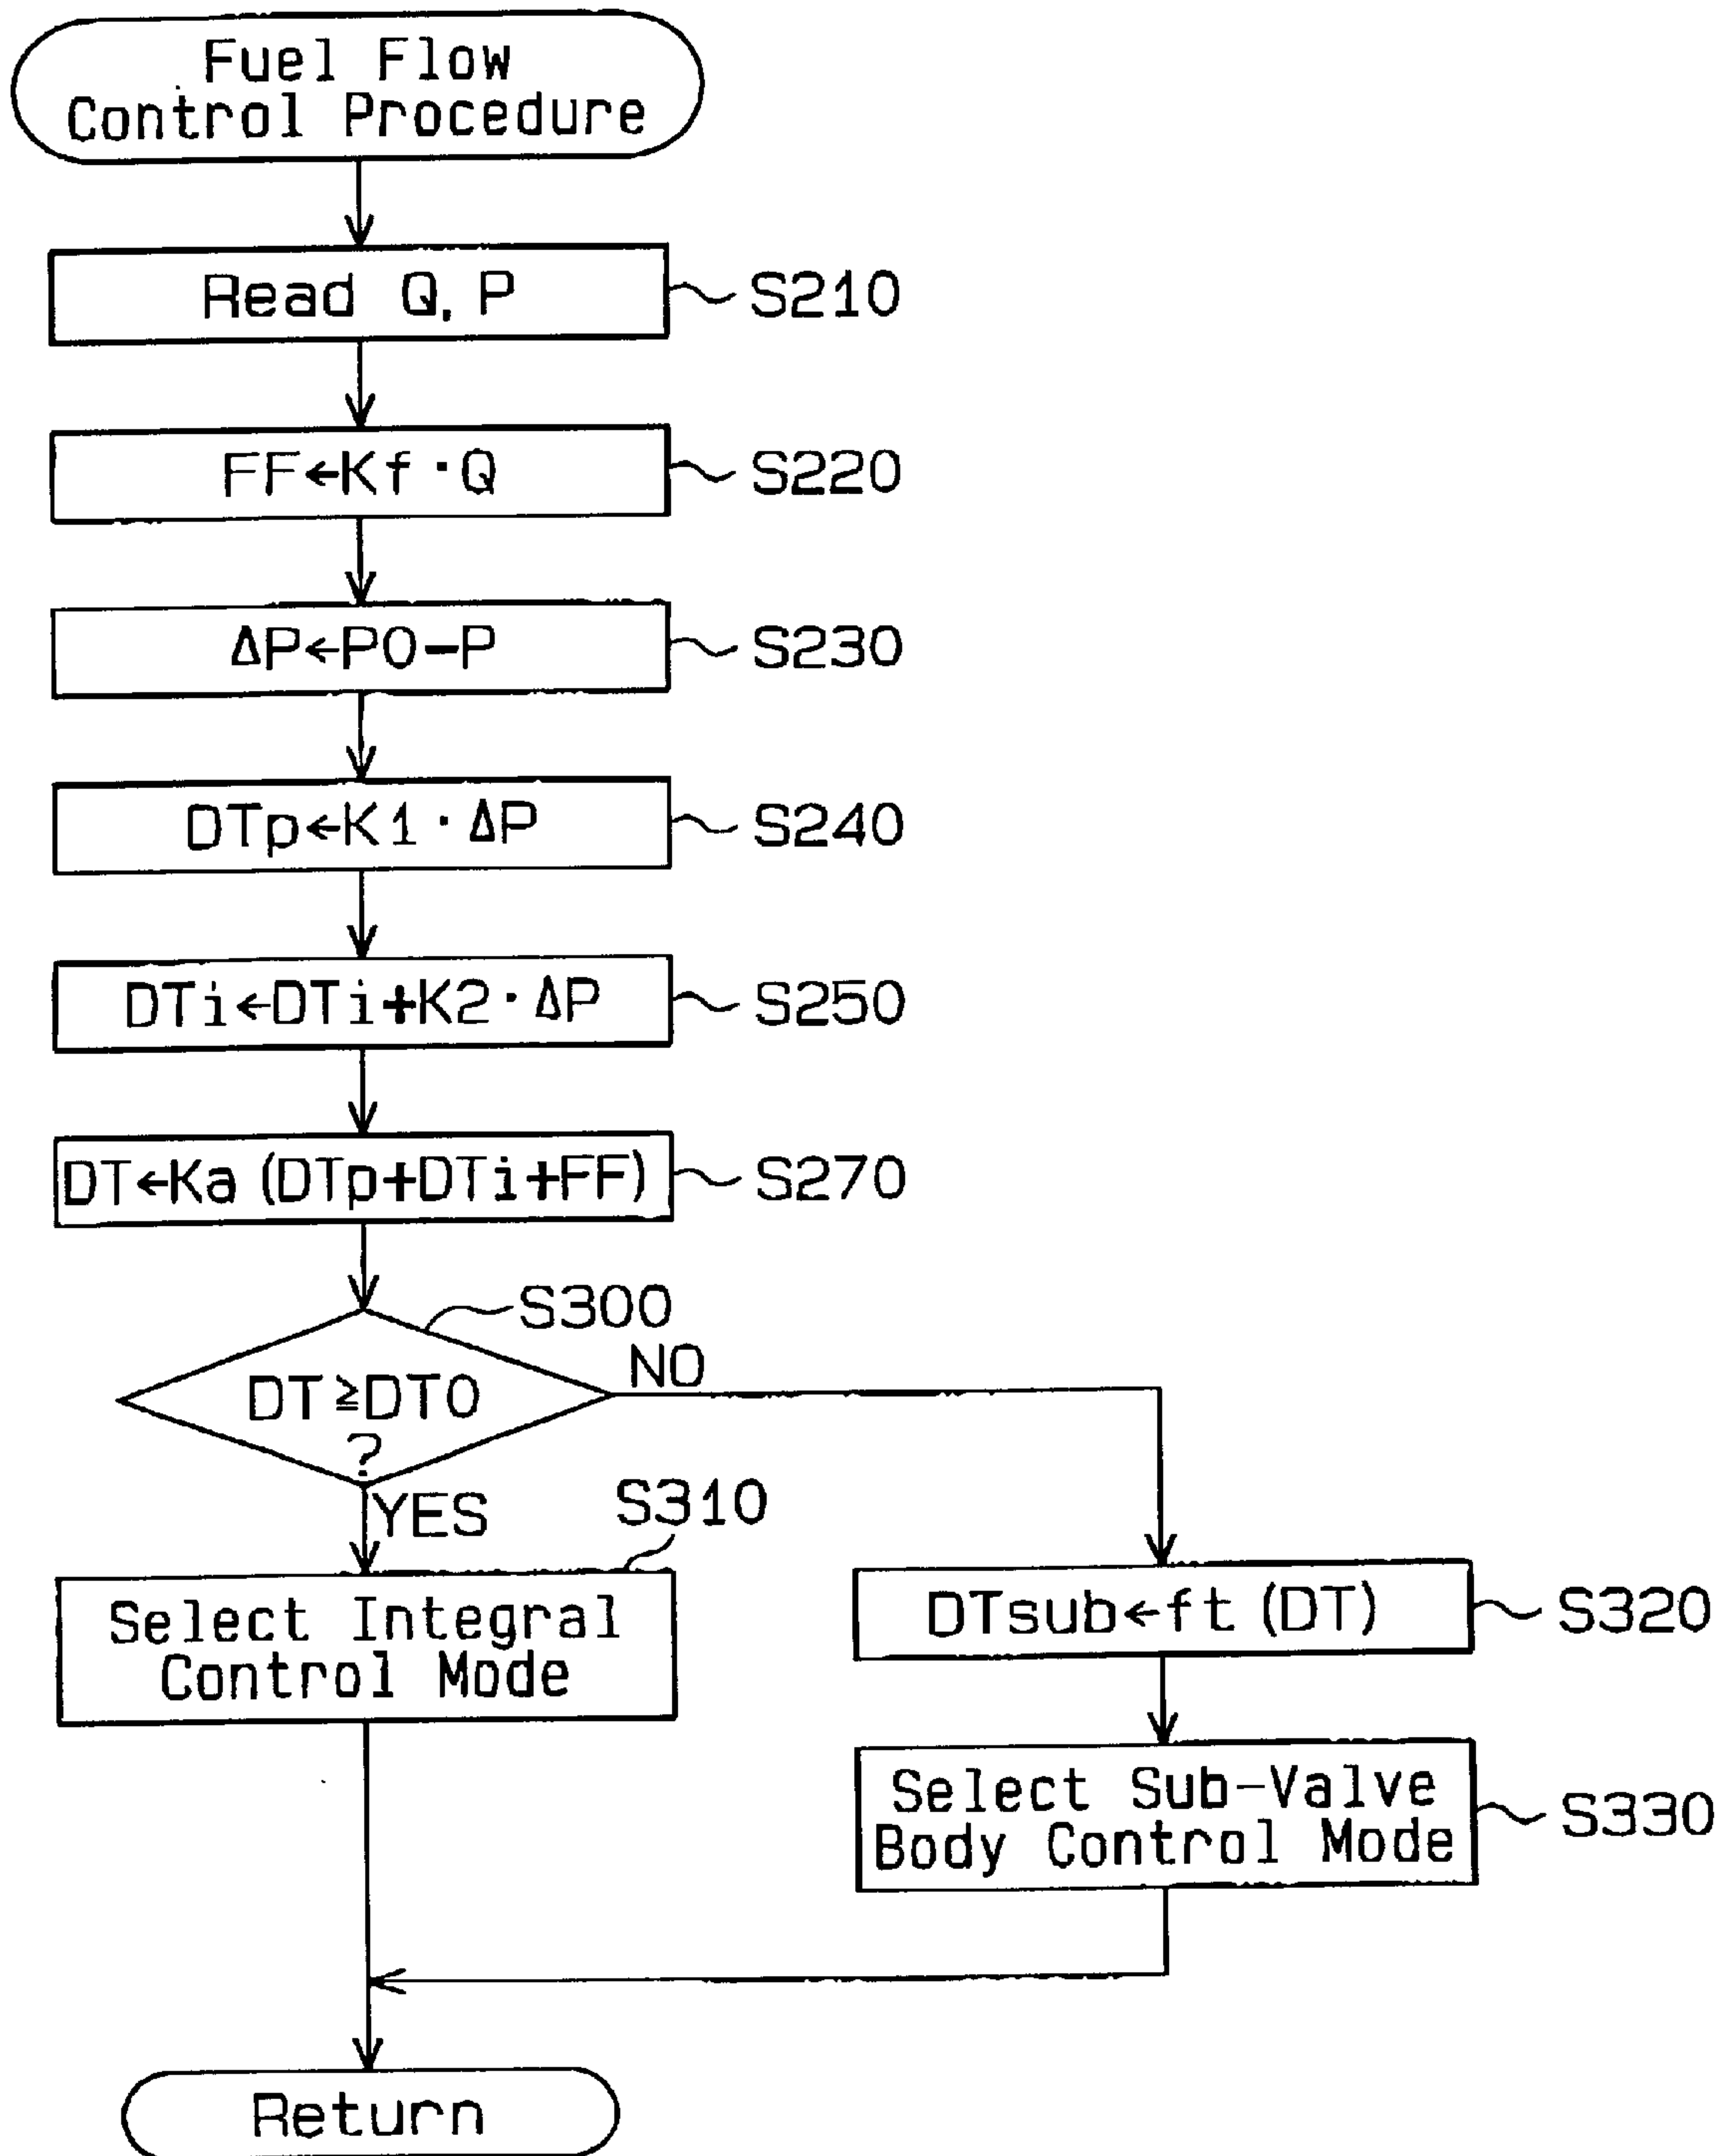 Fuel Flow
Control Procedure
Read Q, P
S210
FF←Kf·Q
S220
ΔP←P0−P
S230
DTp←K1·ΔP
S240
DTi←DTi+K2·ΔP
S250
DT←Ka(DTp+DTi+FF)
S270
S300
DT≧DT0
?
NO
YES
S310
Select Integral
Control Mode
DTsub←ft(DT)
S320
Select Sub-Valve
Body Control Mode
S330
Return